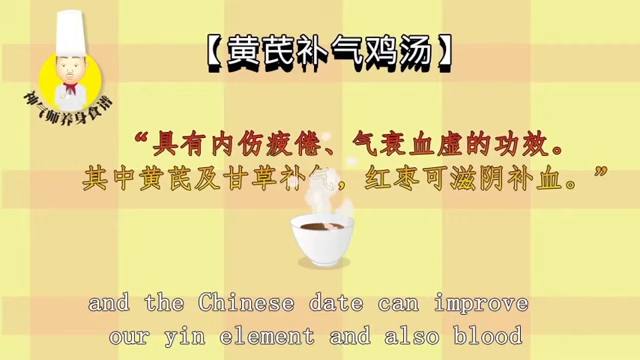 【黄芪补气鸡汤】
神气师养身食谱
“具有内伤疲倦、气衰血虚的功效。
其中黄芪及甘草补气，红枣可滋阴补血。”
and the Chinese date can improve
our yin element and also blood